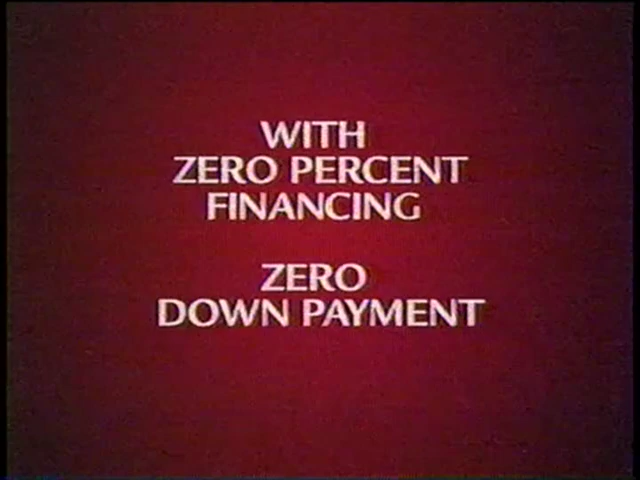 WITH
ZERO PERCENT
FINANCING
ZERO
DOWN PAYMENT